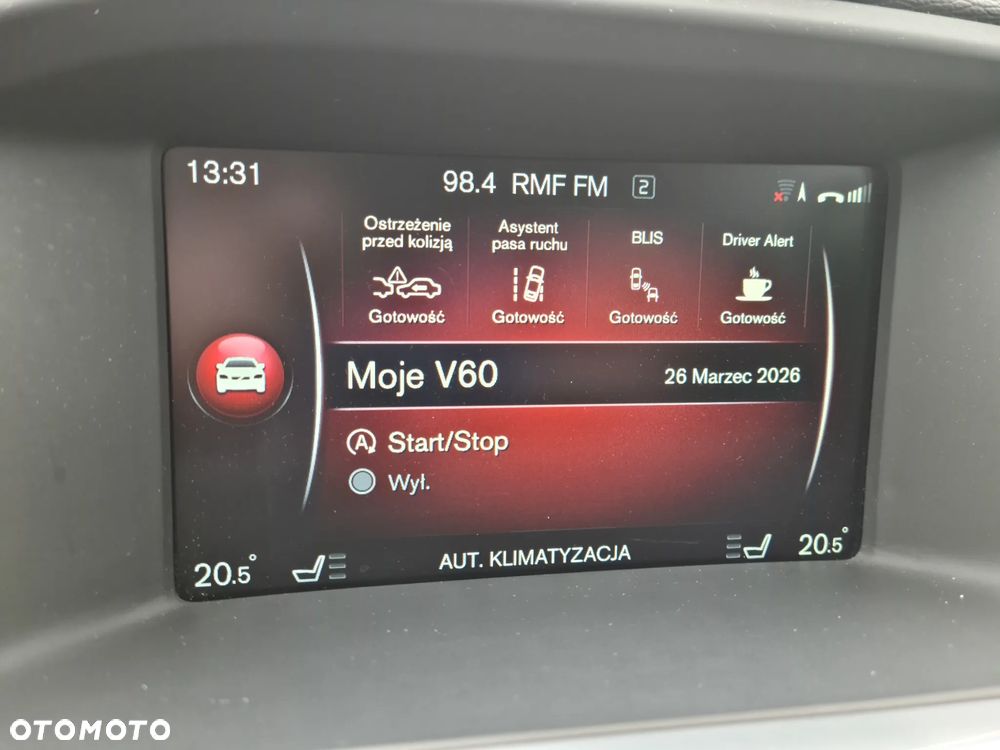 13:31
98.4 RMF FM 2
Ostrzeżenie
przed kolizją
Gotowość
Asystent
pasa ruchu
Gotowość
BLIS
Gotowość
Driver Alert
Gotowość
Moje V60
26 Marzec 2026
A Start/Stop
Wył.
20.5°
AUT. KLIMATYZACJA
20.5°
OTOMOTO